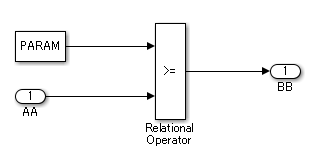 PARAM
>=
1
AA
1
BB
Relational
Operator